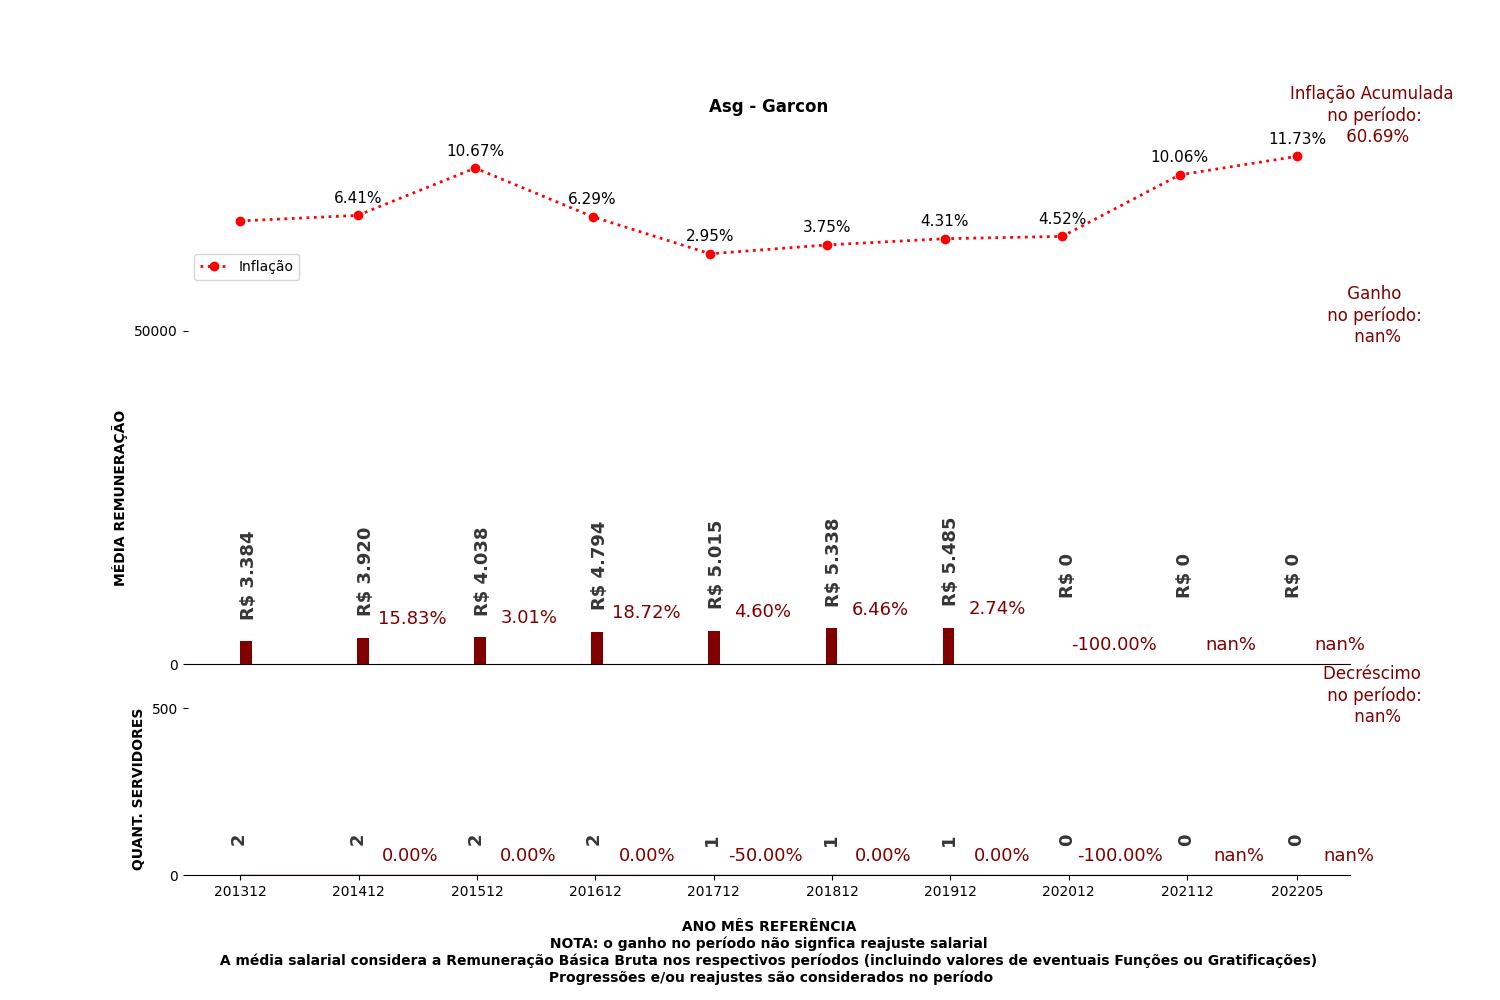 Asg - Garcon
Inflação Acumulada
no período:
60.69%
6.41%
10.67%
6.29%
2.95%
3.75%
4.31%
4.52%
10.06%
11.73%
Inflação
Ganho
no período:
nan%
MÉDIA REMUNERAÇÃO
50000
0
R$ 3.384
R$ 3.920
R$ 4.038
R$ 4.794
R$ 5.015
R$ 5.338
R$ 5.485
R$ 0
R$ 0
R$ 0
15.83%
3.01%
18.72%
4.60%
6.46%
2.74%
-100.00%
nan%
nan%
Decréscimo
no período:
nan%
QUANT. SERVIDORES
500
0
2
2
2
2
1
1
1
0
0
0
0.00%
0.00%
0.00%
-50.00%
0.00%
0.00%
-100.00%
nan%
nan%
201312
201412
201512
201612
201712
201812
201912
202012
202112
202205
ANO MÊS REFERÊNCIA
NOTA: o ganho no período não signfica reajuste salarial
A média salarial considera a Remuneração Básica Bruta nos respectivos períodos (incluindo valores de eventuais Funções ou Gratificações)
Progressões e/ou reajustes são considerados no período